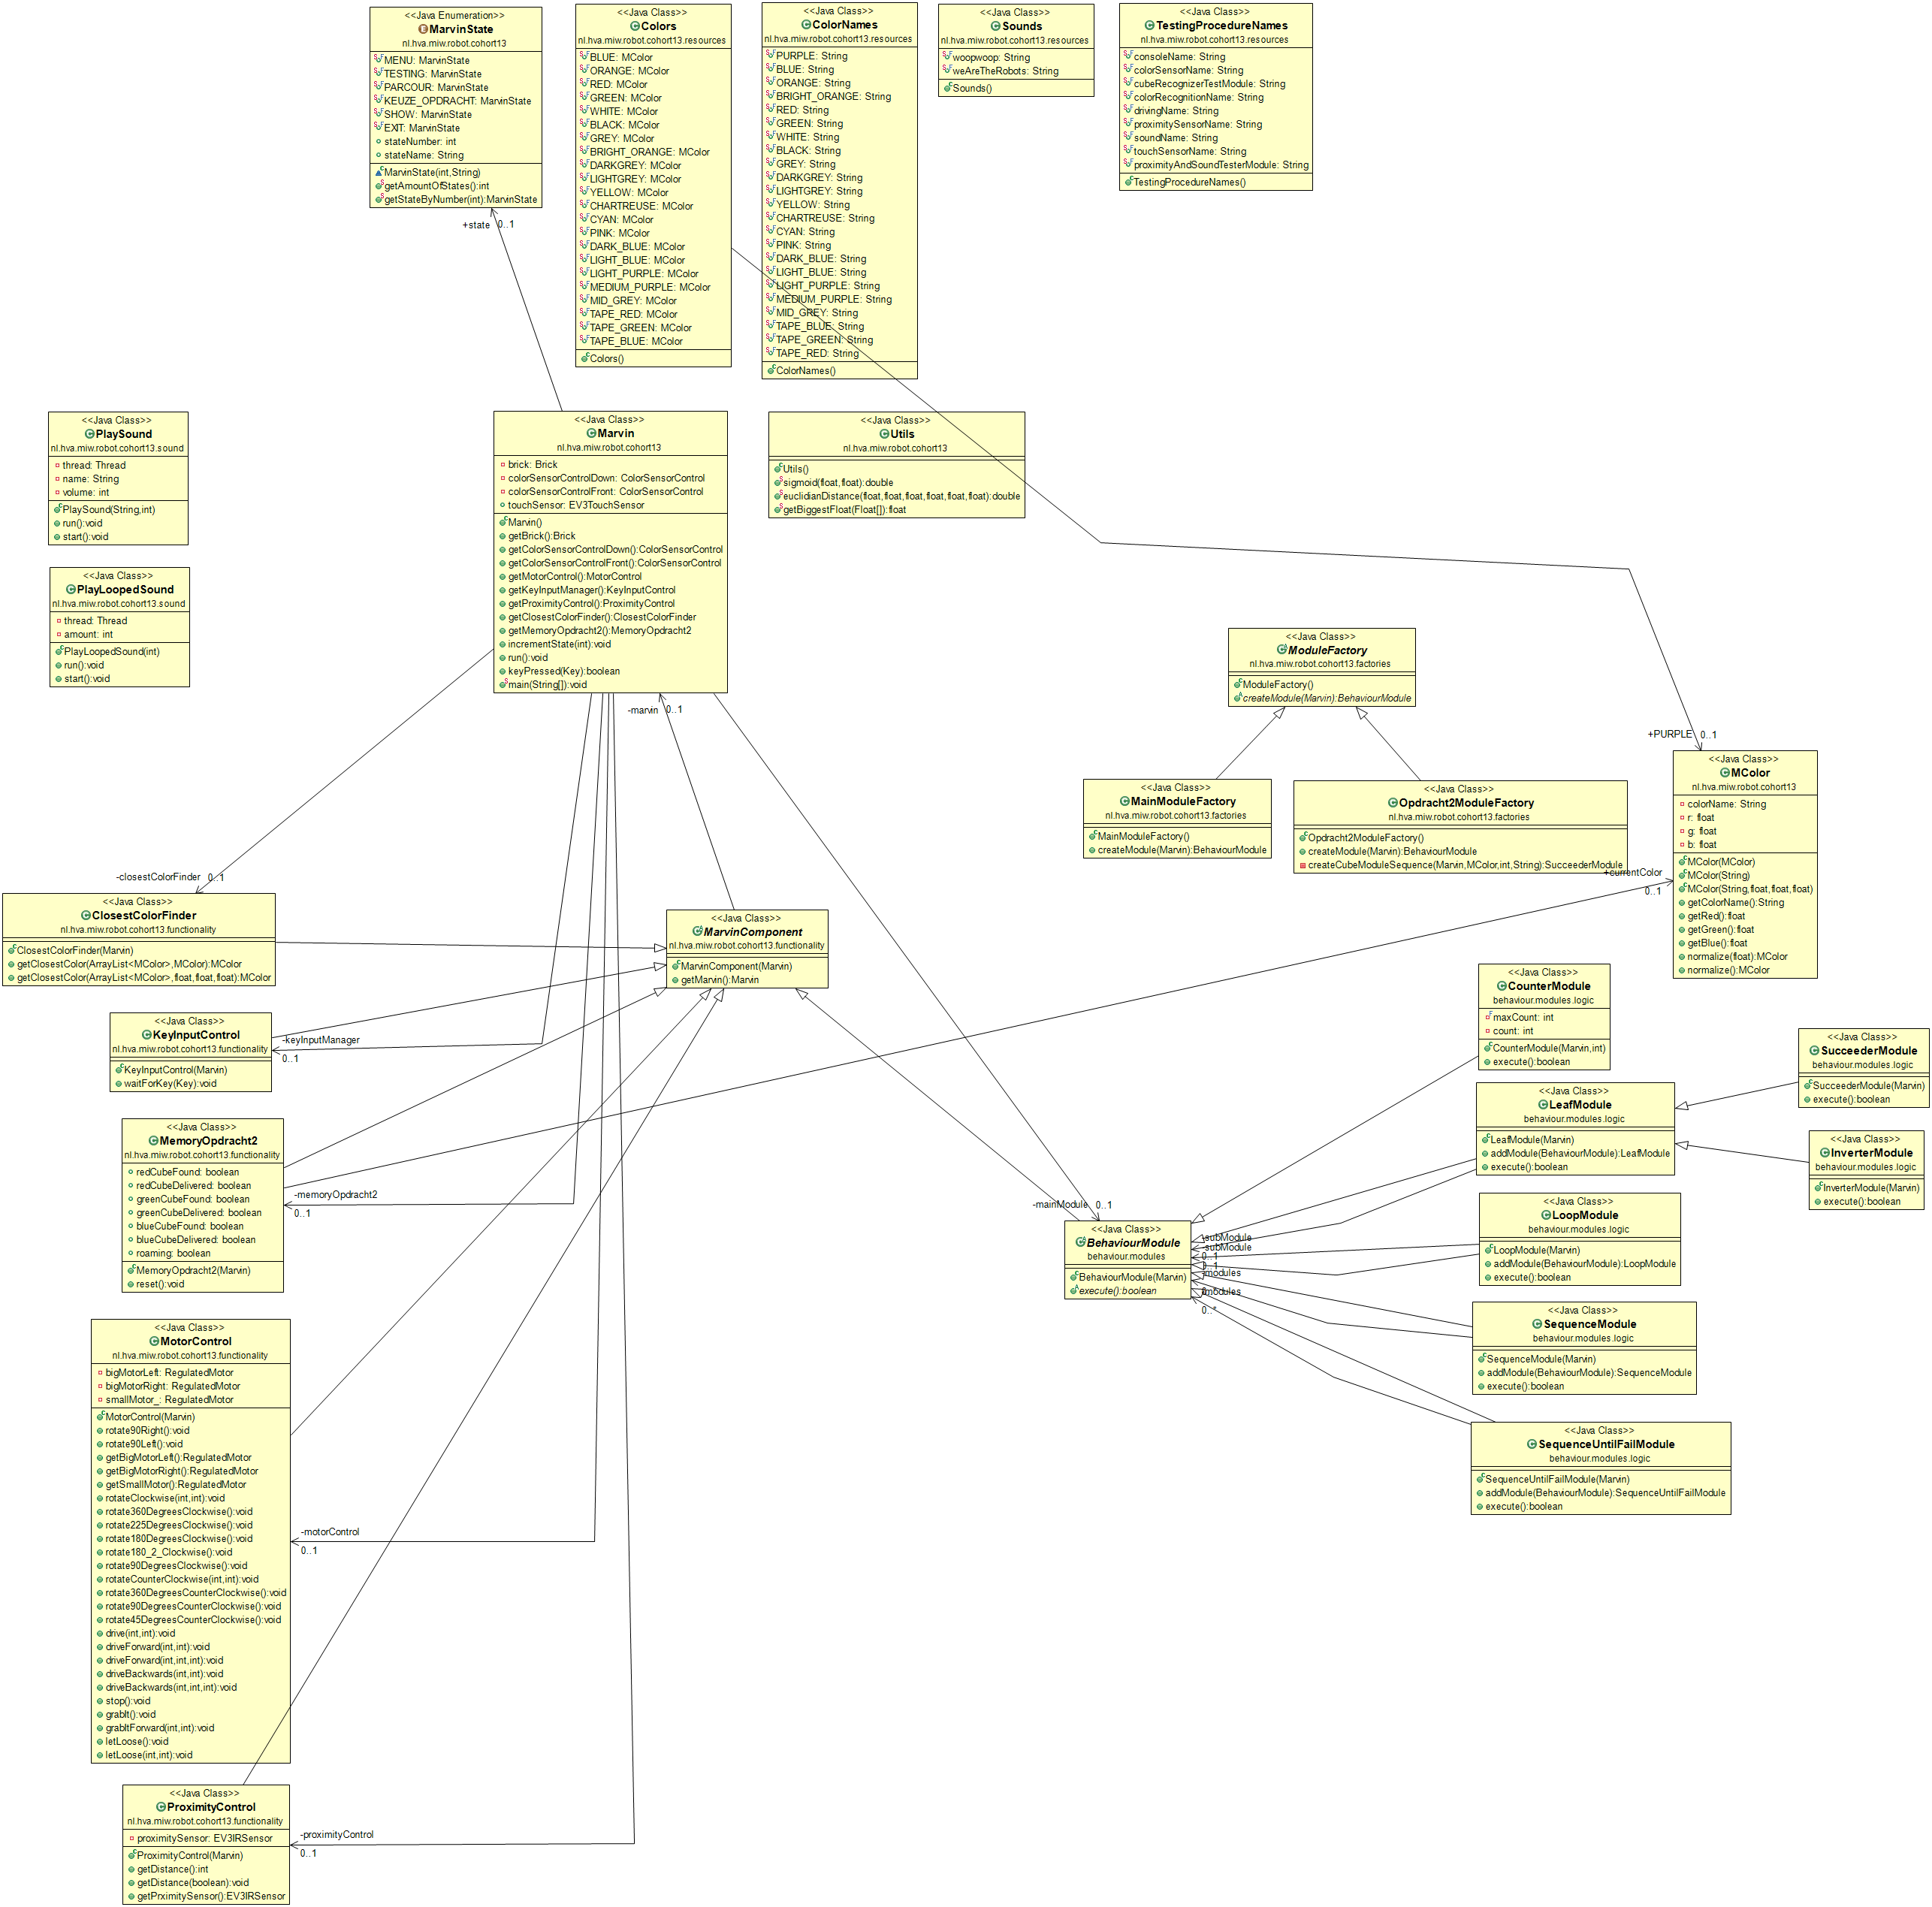 <<Java Enumeration>>
MarvinState
nl.hva.miw.robot.cohort13
MENU: MarvinState
TESTING: MarvinState
PARCOUR: MarvinState
KEUZE_OPDRACHT: MarvinState
SHOW: MarvinState
EXIT: MarvinState
stateNumber: int
stateName: String
MarvinState(int,String)
getAmountOfStates():int
getStateByNumber(int):MarvinState
+state 0..1
<<Java Class>>
Colors
nl.hva.miw.robot.cohort13.resources
BLUE: MColor
ORANGE: MColor
RED: MColor
GREEN: MColor
WHITE: MColor
BLACK: MColor
GREY: MColor
BRIGHT_ORANGE: MColor
DARKGREY: MColor
LIGHTGREY: MColor
YELLOW: MColor
CHARTREUSE: MColor
CYAN: MColor
PINK: MColor
DARK_BLUE: MColor
LIGHT_BLUE: MColor
LIGHT_PURPLE: MColor
MEDIUM_PURPLE: MColor
MID_GREY: MColor
TAPE_RED: MColor
TAPE_GREEN: MColor
TAPE_BLUE: MColor
Colors()
<<Java Class>>
ColorNames
nl.hva.miw.robot.cohort13.resources
PURPLE: String
BLUE: String
ORANGE: String
BRIGHT_ORANGE: String
RED: String
GREEN: String
WHITE: String
BLACK: String
GREY: String
DARKGREY: String
LIGHTGREY: String
YELLOW: String
CHARTREUSE: String
CYAN: String
PINK: String
DARK_BLUE: String
LIGHT_BLUE: String
LIGHT_PURPLE: String
MEDIUM_PURPLE: String
MID_GREY: String
TAPE_BLUE: String
TAPE_GREEN: String
TAPE_RED: String
ColorNames()
<<Java Class>>
Sounds
nl.hva.miw.robot.cohort13.resources
woopwoop: String
weAreTheRobots: String
Sounds()
<<Java Class>>
TestingProcedureNames
nl.hva.miw.robot.cohort13.resources
consoleName: String
colorSensorName: String
cubeRecognizerTestModule: String
colorRecognitionName: String
drivingName: String
proximitySensorName: String
soundName: String
touchSensorName: String
proximityAndSoundTesterModule: String
TestingProcedureNames()
<<Java Class>>
PlaySound
nl.hva.miw.robot.cohort13.sound
thread: Thread
name: String
volume: int
PlaySound(String,int)
run():void
start():void
<<Java Class>>
PlayLoopedSound
nl.hva.miw.robot.cohort13.sound
thread: Thread
amount: int
PlayLoopedSound(int)
run():void
start():void
<<Java Class>>
Marvin
nl.hva.miw.robot.cohort13
brick: Brick
colorSensorControlDown: ColorSensorControl
colorSensorControlFront: ColorSensorControl
touchSensor: EV3TouchSensor
Marvin()
getBrick():Brick
getColorSensorControlDown():ColorSensorControl
getColorSensorControlFront():ColorSensorControl
getMotorControl():MotorControl
getKeyInputManager():KeyInputControl
getProximityControl():ProximityControl
getClosestColorFinder():ClosestColorFinder
getMemoryOpdracht2():MemoryOpdracht2
incrementState(int):void
run():void
keyPressed(Key):boolean
main(String[]):void
-marvin 0..1
<<Java Class>>
Utils
nl.hva.miw.robot.cohort13
Utils()
sigmoid(float,float):double
euclidianDistance(float,float,float,float,float,float):double
getBiggestFloat(Float[]):float
<<Java Class>>
ModuleFactory
nl.hva.miw.robot.cohort13.factories
ModuleFactory()
createModule(Marvin):BehaviourModule
<<Java Class>>
MainModuleFactory
nl.hva.miw.robot.cohort13.factories
MainModuleFactory()
createModule(Marvin):BehaviourModule
<<Java Class>>
Opdracht2ModuleFactory
nl.hva.miw.robot.cohort13.factories
Opdracht2ModuleFactory()
createModule(Marvin):BehaviourModule
createCubeModuleSequence(Marvin,MColor,int,String):SucceederModule
+PURPLE 0..1
<<Java Class>>
MColor
nl.hva.miw.robot.cohort13
colorName: String
r: float
g: float
b: float
MColor(MColor)
MColor(String)
MColor(String,float,float,float)
getColorName():String
getRed():float
getGreen():float
getBlue():float
normalize(float):MColor
normalize():MColor
+currentColor
0..1
-closestColorFinder 0..1
<<Java Class>>
ClosestColorFinder
nl.hva.miw.robot.cohort13.functionality
ClosestColorFinder(Marvin)
getClosestColor(ArrayList<MColor>,MColor):MColor
getClosestColor(ArrayList<MColor>,float,float,float):MColor
<<Java Class>>
MarvinComponent
nl.hva.miw.robot.cohort13.functionality
MarvinComponent(Marvin)
getMarvin():Marvin
<<Java Class>>
KeyInputControl
nl.hva.miw.robot.cohort13.functionality
KeyInputControl(Marvin)
waitForKey(Key):void
-keyInputManager
0..1
<<Java Class>>
MemoryOpdracht2
nl.hva.miw.robot.cohort13.functionality
redCubeFound: boolean
redCubeDelivered: boolean
greenCubeFound: boolean
greenCubeDelivered: boolean
blueCubeFound: boolean
blueCubeDelivered: boolean
roaming: boolean
MemoryOpdracht2(Marvin)
reset():void
-memoryOpdracht2
0..1
<<Java Class>>
MotorControl
nl.hva.miw.robot.cohort13.functionality
bigMotorLeft: RegulatedMotor
bigMotorRight: RegulatedMotor
smallMotor_: RegulatedMotor
MotorControl(Marvin)
rotate90Right():void
rotate90Left():void
getBigMotorLeft():RegulatedMotor
getBigMotorRight():RegulatedMotor
getSmallMotor():RegulatedMotor
rotateClockwise(int,int):void
rotate360DegreesClockwise():void
rotate225DegreesClockwise():void
rotate180DegreesClockwise():void
rotate180_2_Clockwise():void
rotate90DegreesClockwise():void
rotateCounterClockwise(int,int):void
rotate360DegreesCounterClockwise():void
rotate90DegreesCounterClockwise():void
rotate45DegreesCounterClockwise():void
drive(int,int):void
driveForward(int,int):void
driveForward(int,int,int):void
driveBackwards(int,int):void
driveBackwards(int,int,int):void
stop():void
grabIt():void
grabItForward(int,int):void
letLoose():void
letLoose(int,int):void
-motorControl
0..1
<<Java Class>>
ProximityControl
nl.hva.miw.robot.cohort13.functionality
proximitySensor: EV3IRSensor
ProximityControl(Marvin)
getDistance():int
getDistance(boolean):void
getPrximitySensor():EV3IRSensor
-proximityControl
0..1
-mainModule 0..1
<<Java Class>>
BehaviourModule
behaviour.modules
BehaviourModule(Marvin)
execute():boolean
-subModule
-subModule
0..1
0..1
-modules
-modules
0..*
<<Java Class>>
CounterModule
behaviour.modules.logic
maxCount: int
count: int
CounterModule(Marvin,int)
execute():boolean
<<Java Class>>
LeafModule
behaviour.modules.logic
LeafModule(Marvin)
addModule(BehaviourModule):LeafModule
execute():boolean
<<Java Class>>
SucceederModule
behaviour.modules.logic
SucceederModule(Marvin)
execute():boolean
<<Java Class>>
InverterModule
behaviour.modules.logic
InverterModule(Marvin)
execute():boolean
<<Java Class>>
LoopModule
behaviour.modules.logic
LoopModule(Marvin)
addModule(BehaviourModule):LoopModule
execute():boolean
<<Java Class>>
SequenceModule
behaviour.modules.logic
SequenceModule(Marvin)
addModule(BehaviourModule):SequenceModule
execute():boolean
<<Java Class>>
SequenceUntilFailModule
behaviour.modules.logic
SequenceUntilFailModule(Marvin)
addModule(BehaviourModule):SequenceUntilFailModule
execute():boolean